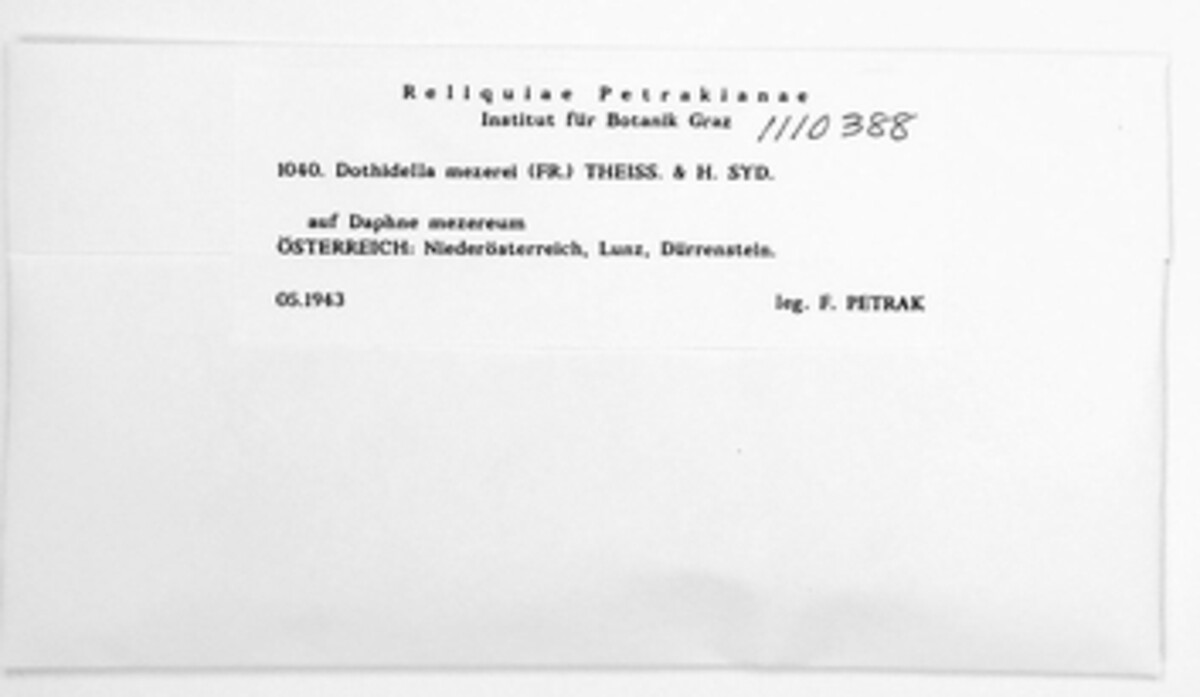 Reliquiae Petrakianae
Institut für Botanik Graz 1110388
1040. Dothidella mezerei (FR.) THEISS. & H. SYD.
auf Daphne mezereum
ÖSTERREICH: Niederösterreich, Lunz, Dürrenstein.
05.1943 leg. F. PETRAK